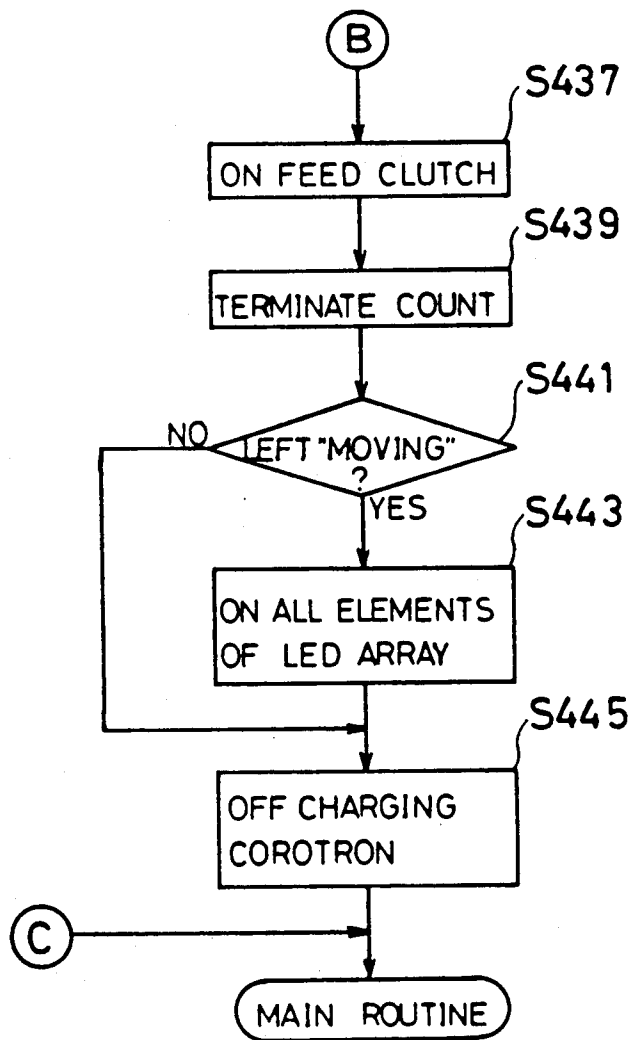 B
S437
ON FEED CLUTCH
S439
TERMINATE COUNT
S441
NO
LEFT "MOVING"
?
YES
S443
ON ALL ELEMENTS
OF LED ARRAY
S445
OFF CHARGING
COROTRON
C
MAIN ROUTINE